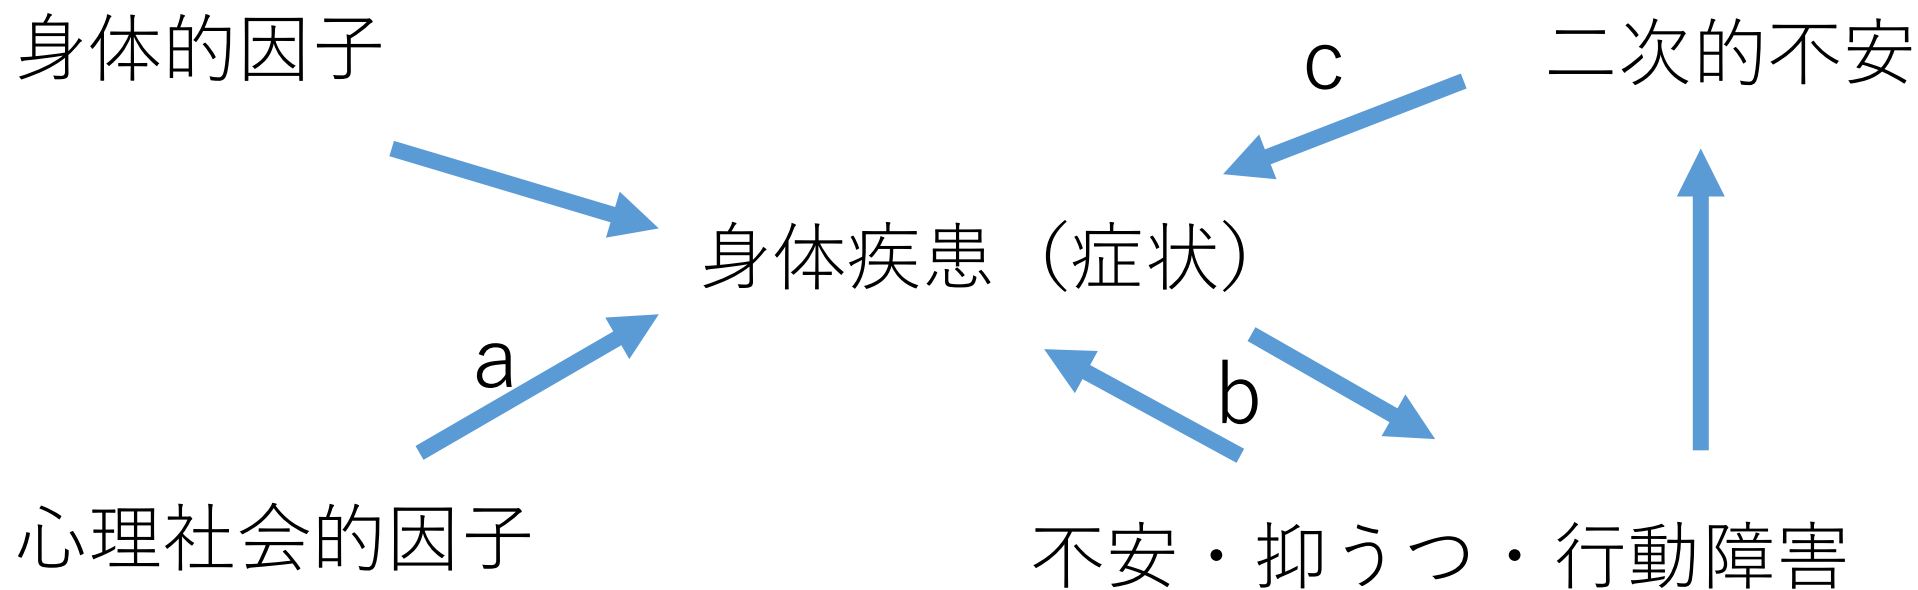 身体的因子
二次的不安
c
身体疾患（症状）
a
b
心理社会的因子
不安・抑うつ・行動障害